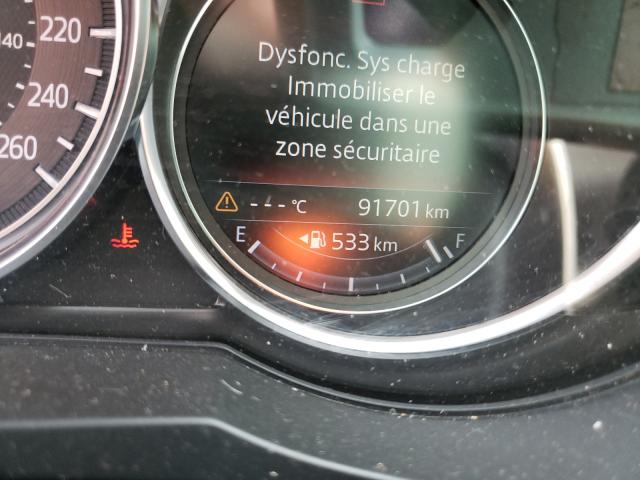 140
220
240
260
Dysfonc. Sys charge
Immobiliser le
véhicule dans une
zone sécuritaire
---°C 91701 km
E 533 km F